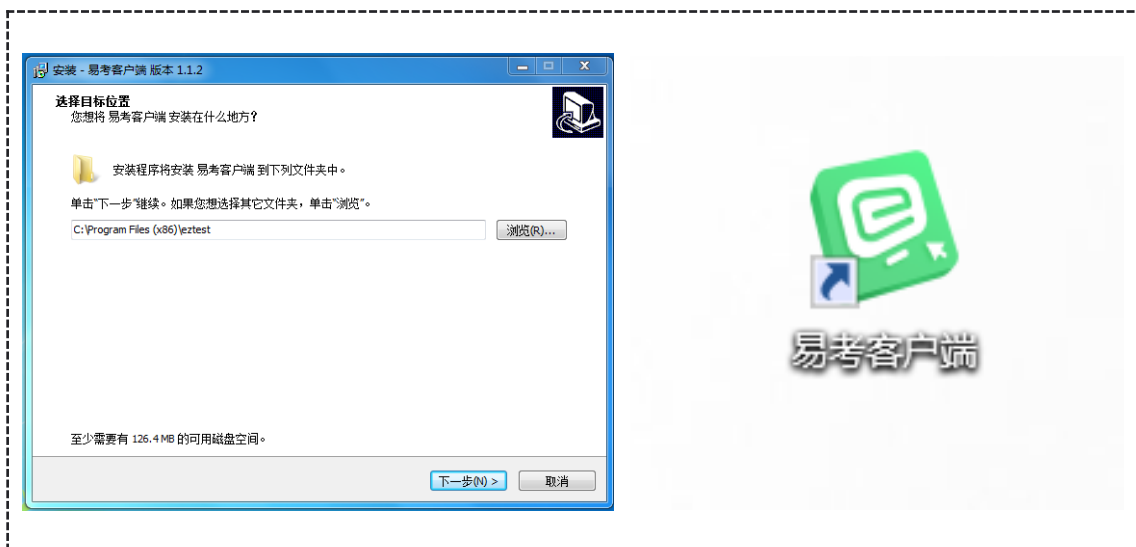 安装 - 易考客户端 版本 1.1.2
选择目标位置
您想将 易考客户端 安装在什么地方?
安装程序将安装 易考客户端 到下列文件夹中。
单击"下一步"继续。如果您想选择其它文件夹，单击"浏览"。
C:\Program Files (x86)\eztest
浏览(R)...
至少需要有 126.4 MB 的可用磁盘空间。
下一步(N) >
取消
易考客户端